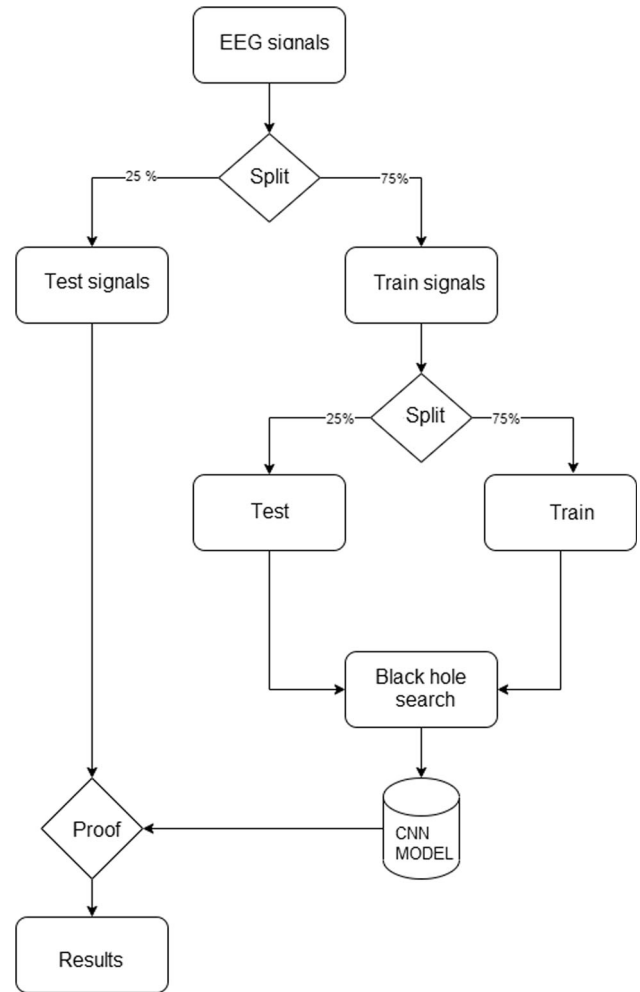 EEG signals
Split
25 %
75%
Test signals
Train signals
Split
25%
75%
Test
Train
Black hole
search
CNN
MODEL
Proof
Results